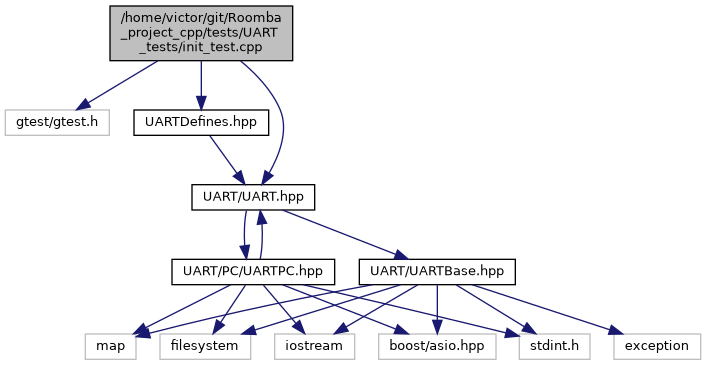 /home/victor/git/Roomba
_project_cpp/tests/UART
_tests/init_test.cpp
gtest/gtest.h
UARTDefines.hpp
UART/UART.hpp
UART/PC/UARTPC.hpp
UART/UARTBase.hpp
map
filesystem
iostream
boost/asio.hpp
stdint.h
exception